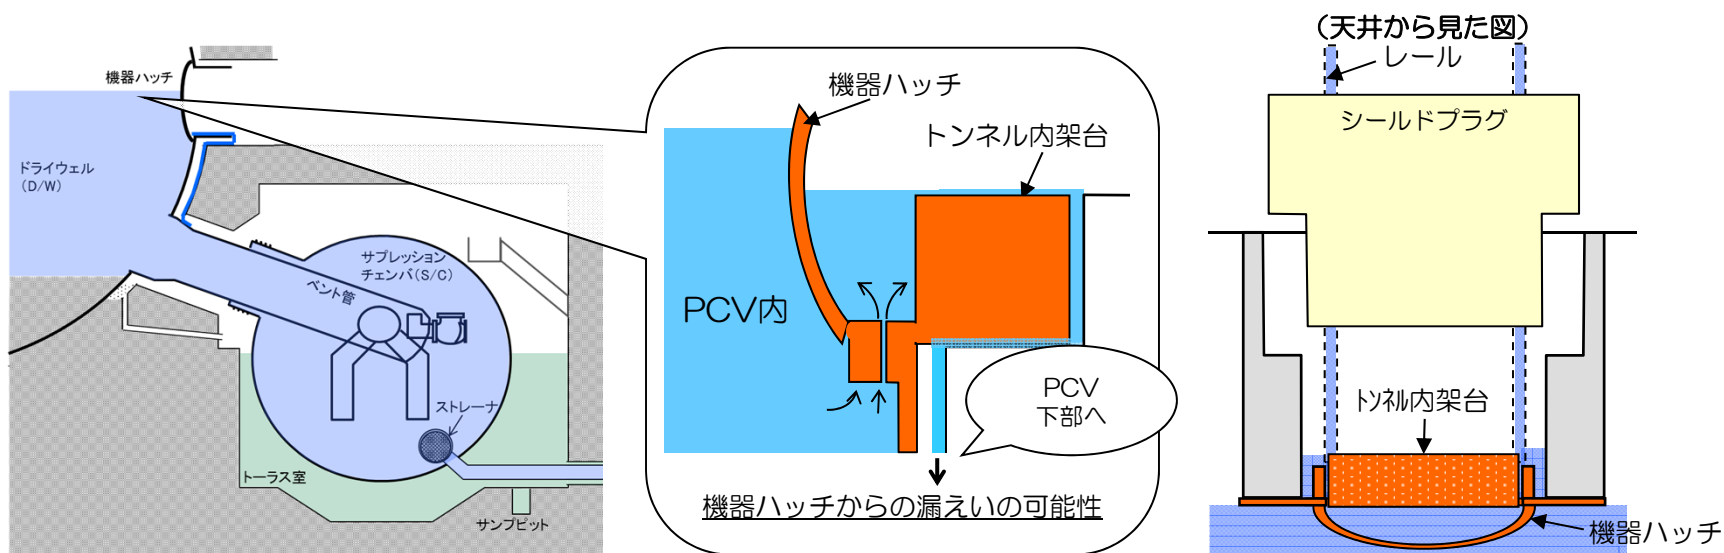 機器ハッチ
ドライウェル
(D/W)
サプレッション
チェンバ(S/C)
ベント管
ストレーナ
トーラス室
サンプピット
機器ハッチ
トンネル内架台
PCV内
PCV
下部へ
機器ハッチからの漏えいの可能性
(天井から見た図)
レール
シールドプラグ
トンネル内架台
機器ハッチ